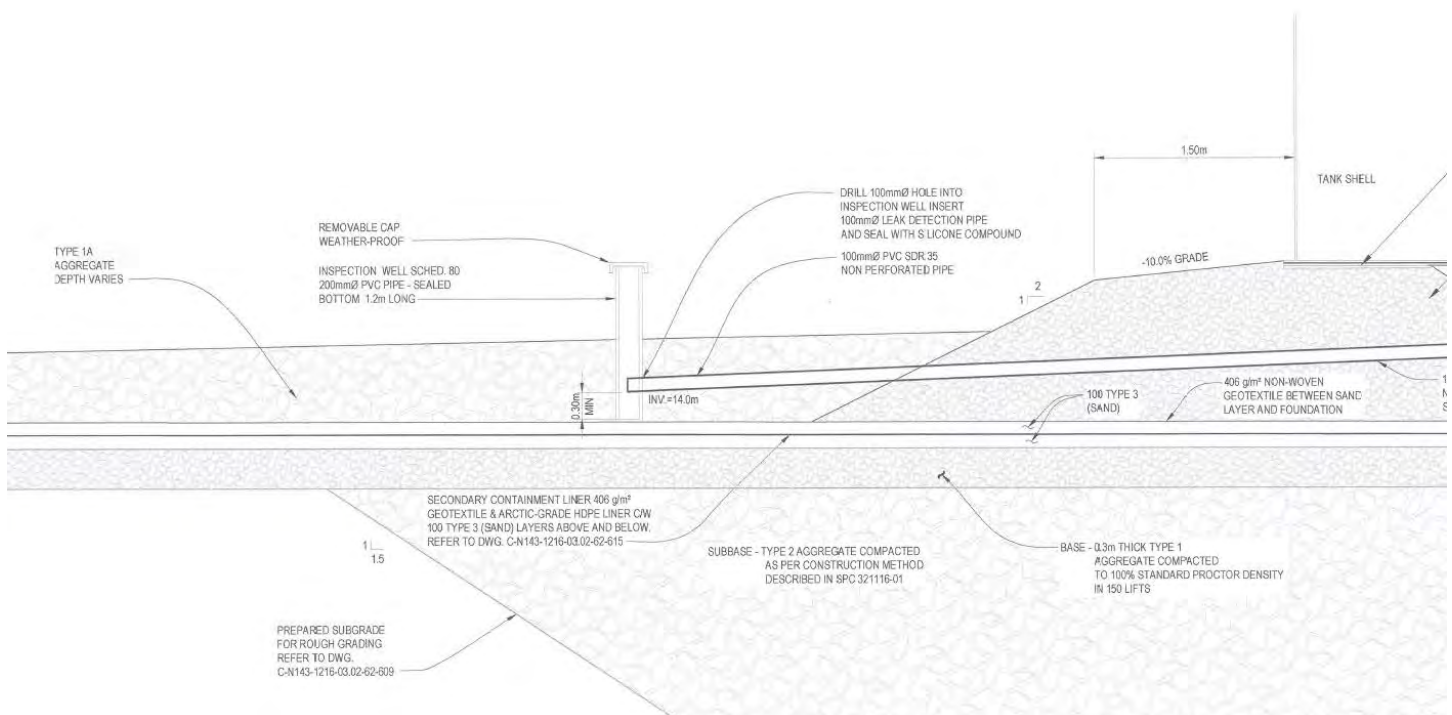 1.50m
TANK SHELL
DRILL 100mmØ HOLE INTO
INSPECTION WELL INSERT
100mmØ LEAK DETECTION PIPE
AND SEAL WITH SILICONE COMPOUND
REMOVABLE CAP
WEATHER-PROOF
TYPE 1A
AGGREGATE
DEPTH VARIES
100mmØ PVC SDR 35
NON PERFORATED PIPE
-10.0% GRADE
INSPECTION WELL SCHED. 80
200mmØ PVC PIPE - SEALED
BOTTOM 1.2m LONG
2
1
0.30m
MIN
INV.=14.0m
100 TYPE 3
(SAND)
406 g/m² NON-WOVEN
GEOTEXTILE BETWEEN SAND
LAYER AND FOUNDATION
1
N
S
SECONDARY CONTAINMENT LINER 406 g/m²
GEOTEXTILE & ARCTIC-GRADE HDPE LINER C/W
100 TYPE 3 (SAND) LAYERS ABOVE AND BELOW.
REFER TO DWG. C-N143-1216-03.02-62-615
1
1.5
SUBBASE - TYPE 2 AGGREGATE COMPACTED
AS PER CONSTRUCTION METHOD
DESCRIBED IN SPC 321116-01
BASE - 0.3m THICK TYPE 1
AGGREGATE COMPACTED
TO 100% STANDARD PROCTOR DENSITY
IN 150 LIFTS
PREPARED SUBGRADE
FOR ROUGH GRADING
REFER TO DWG.
C-N143-1216-03.02-62-609